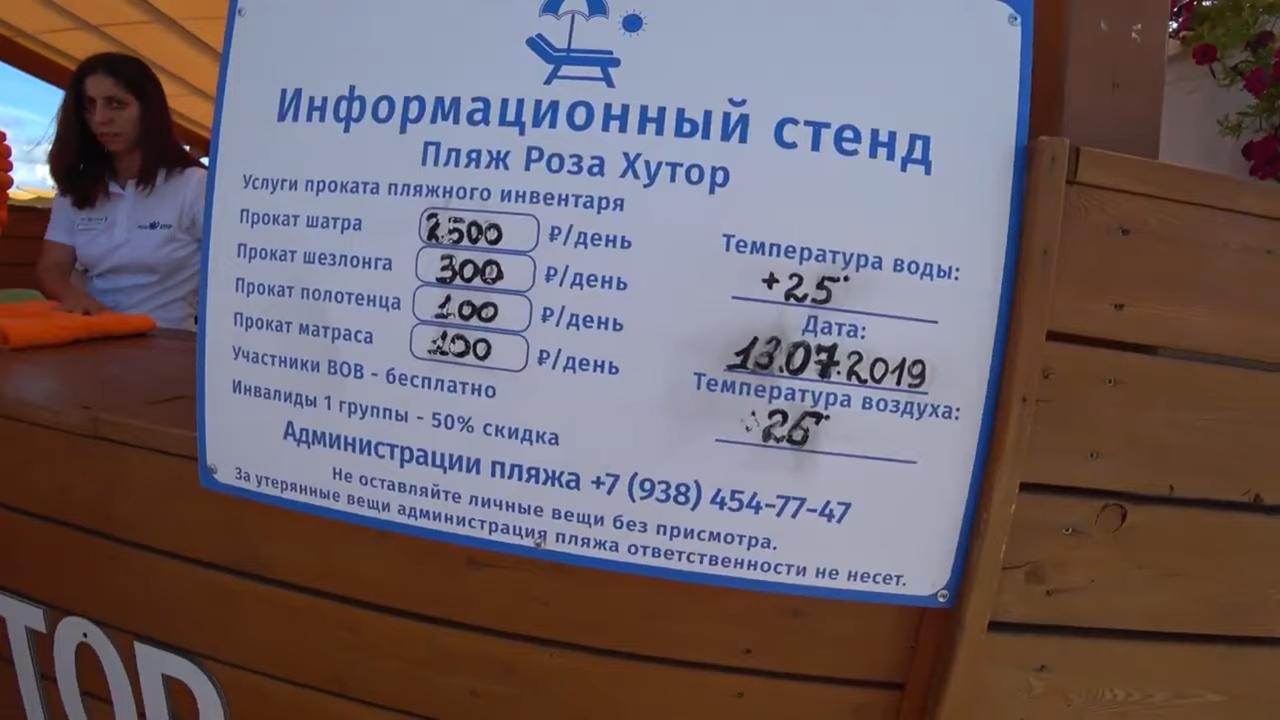 Информационный стенд
Пляж Роза Хутор
Услуги проката пляжного инвентаря
Прокат шатра 2500 ₽/день
Прокат шезлонга 300 ₽/день
Прокат полотенца 100 ₽/день
Прокат матраса 100 ₽/день
Участники ВОВ - бесплатно
Инвалиды 1 группы - 50% скидка
Температура воды:
+25°
Дата:
13.07.2019
Температура воздуха:
26°
Администрации пляжа +7 (938) 454-77-47
Не оставляйте личные вещи без присмотра.
За утерянные вещи администрация пляжа ответственности не несет.
ТОР